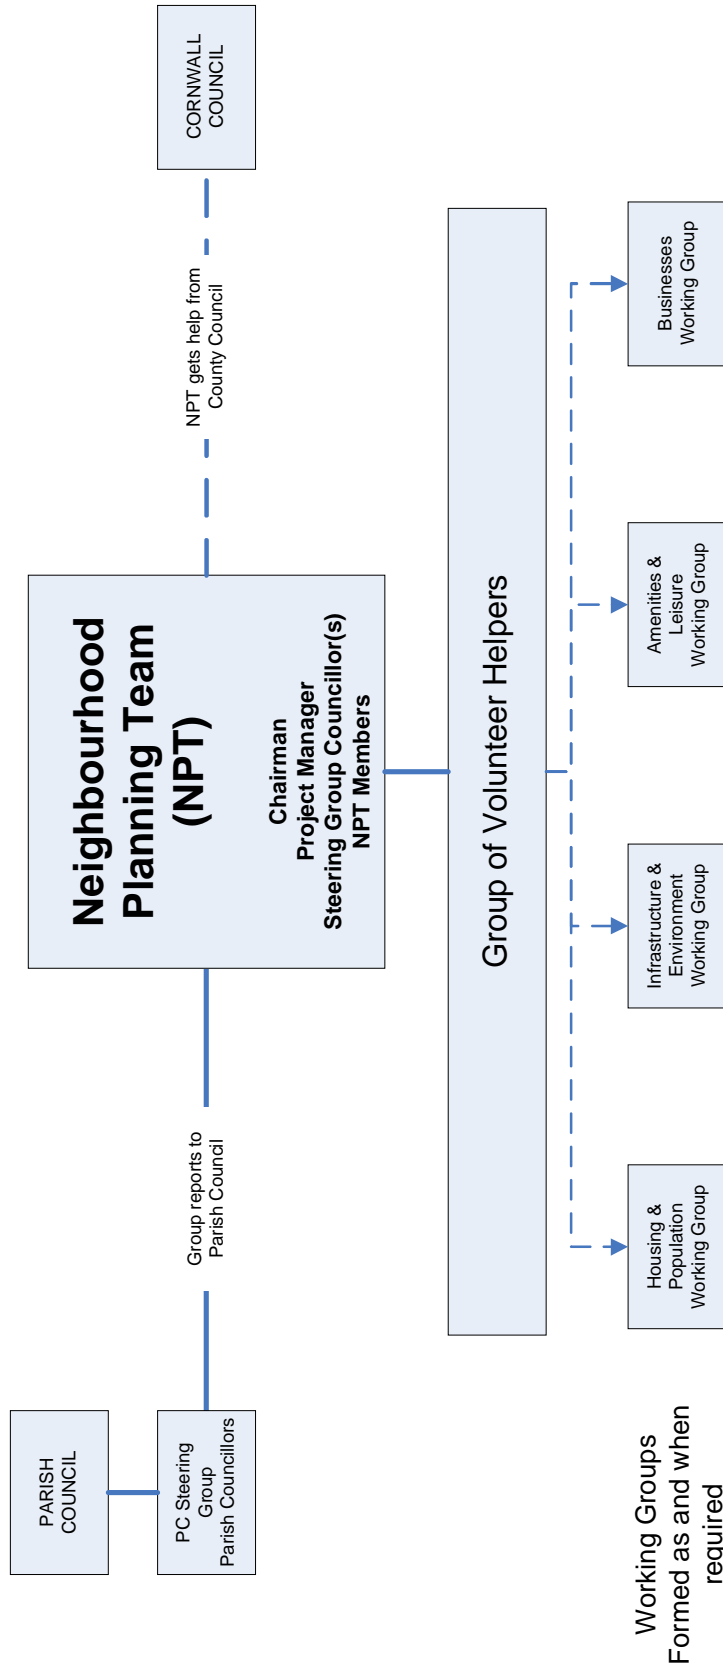 PARISH
COUNCIL
PC Steering
Group
Parish Councillors
Group reports to
Parish Council
Neighbourhood
Planning Team
(NPT)
Chairman
Project Manager
Steering Group Councillor(s)
NPT Members
NPT gets help from
County Council
CORNWALL
COUNCIL
Group of Volunteer Helpers
Working Groups
Formed as and when
required
Housing &
Population
Working Group
Infrastructure &
Environment
Working Group
Amenities &
Leisure
Working Group
Businesses
Working Group